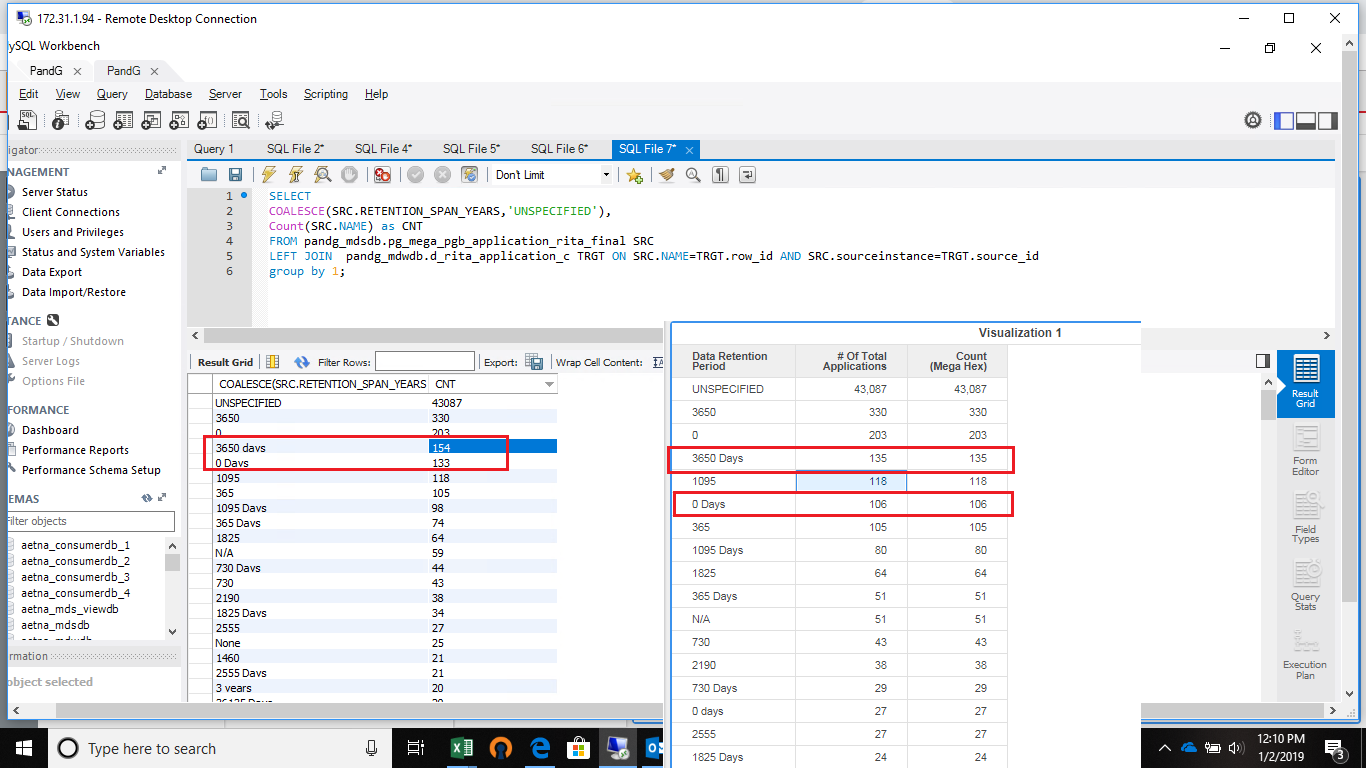 172.31.1.94 - Remote Desktop Connection
ySQL Workbench
PandG
PandG
Edit View Query Database Server Tools Scripting Help
igator
NAGEMENT
Server Status
Client Connections
Users and Privileges
Status and System Variables
Data Export
Data Import/Restore
TANCE
Startup / Shutdown
Server Logs
Options File
FORMANCE
Dashboard
Performance Reports
Performance Schema Setup
EMAS
Filter objects
aetna_consumerdb_1
aetna_consumerdb_2
aetna_consumerdb_3
aetna_consumerdb_4
aetna_mds_viewdb
aetna_mdsdb
aetna_mdwdb
rmation
object selected
Query 1 SQL File 2* SQL File 4* SQL File 5* SQL File 6* SQL File 7*
Don't Limit
1 SELECT
2 COALESCE(SRC.RETENTION_SPAN_YEARS,'UNSPECIFIED'),
3 Count(SRC.NAME) as CNT
4 FROM pandg_mdsdb.pg_mega_pgb_application_rita_final SRC
5 LEFT JOIN pandg_mdwdb.d_rita_application_c TRGT ON SRC.NAME=TRGT.row_id AND SRC.sourceinstance=TRGT.source_id
6 group by 1;
Result Grid Filter Rows: Export: Wrap Cell Content:
COALESCE(SRC.RETENTION_SPAN_YEARS CNT
UNSPECIFIED 43087
3650 330
0 203
3650 days 154
0 Days 133
1095 118
365 105
1095 Days 98
365 Days 74
1825 64
N/A 59
730 Days 44
730 43
2190 38
1825 Days 34
2555 27
None 25
1460 21
2555 Days 21
3 years 20
Visualization 1
Data Retention Period # Of Total Applications Count (Mega Hex)
UNSPECIFIED 43,087 43,087
3650 330 330
0 203 203
3650 Days 135 135
1095 118 118
0 Days 106 106
365 105 105
1095 Days 80 80
1825 64 64
365 Days 51 51
N/A 51 51
730 43 43
2190 38 38
730 Days 29 29
0 days 27 27
2555 27 27
1825 Days 24 24
Result
Grid
Form
Editor
Field
Types
Query
Stats
Execution
Plan
Type here to search
12:10 PM
1/2/2019
3